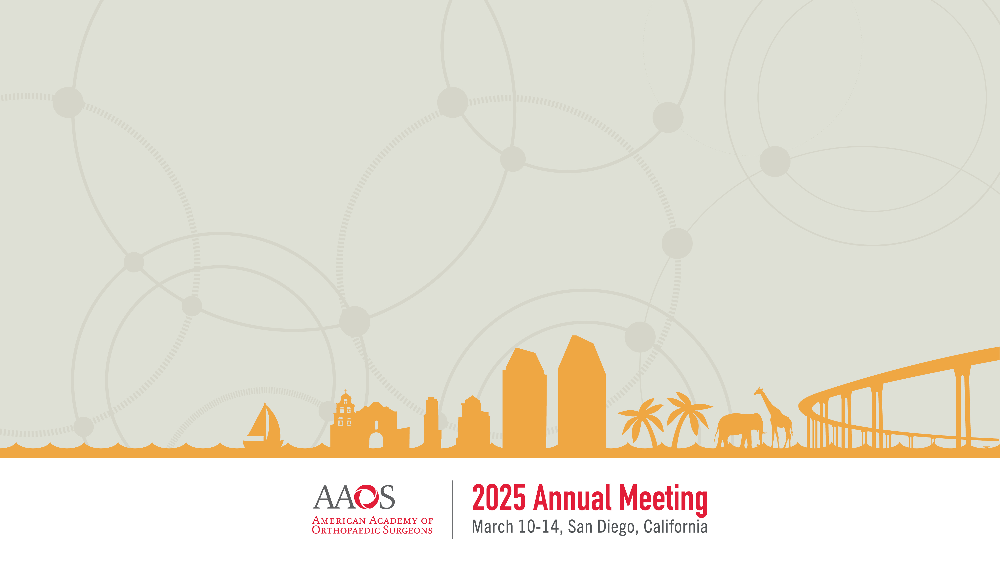 AAOS
AMERICAN ACADEMY OF
ORTHOPAEDIC SURGEONS
2025 Annual Meeting
March 10-14, San Diego, California